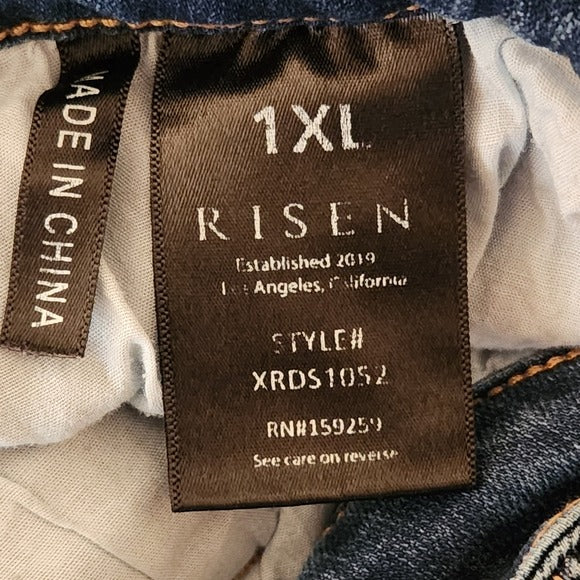 MADE IN CHINA
1XL
RISEN
Established 2019
Los Angeles, California
STYLE#
XRDS1052
RN#159259
See care on reverse